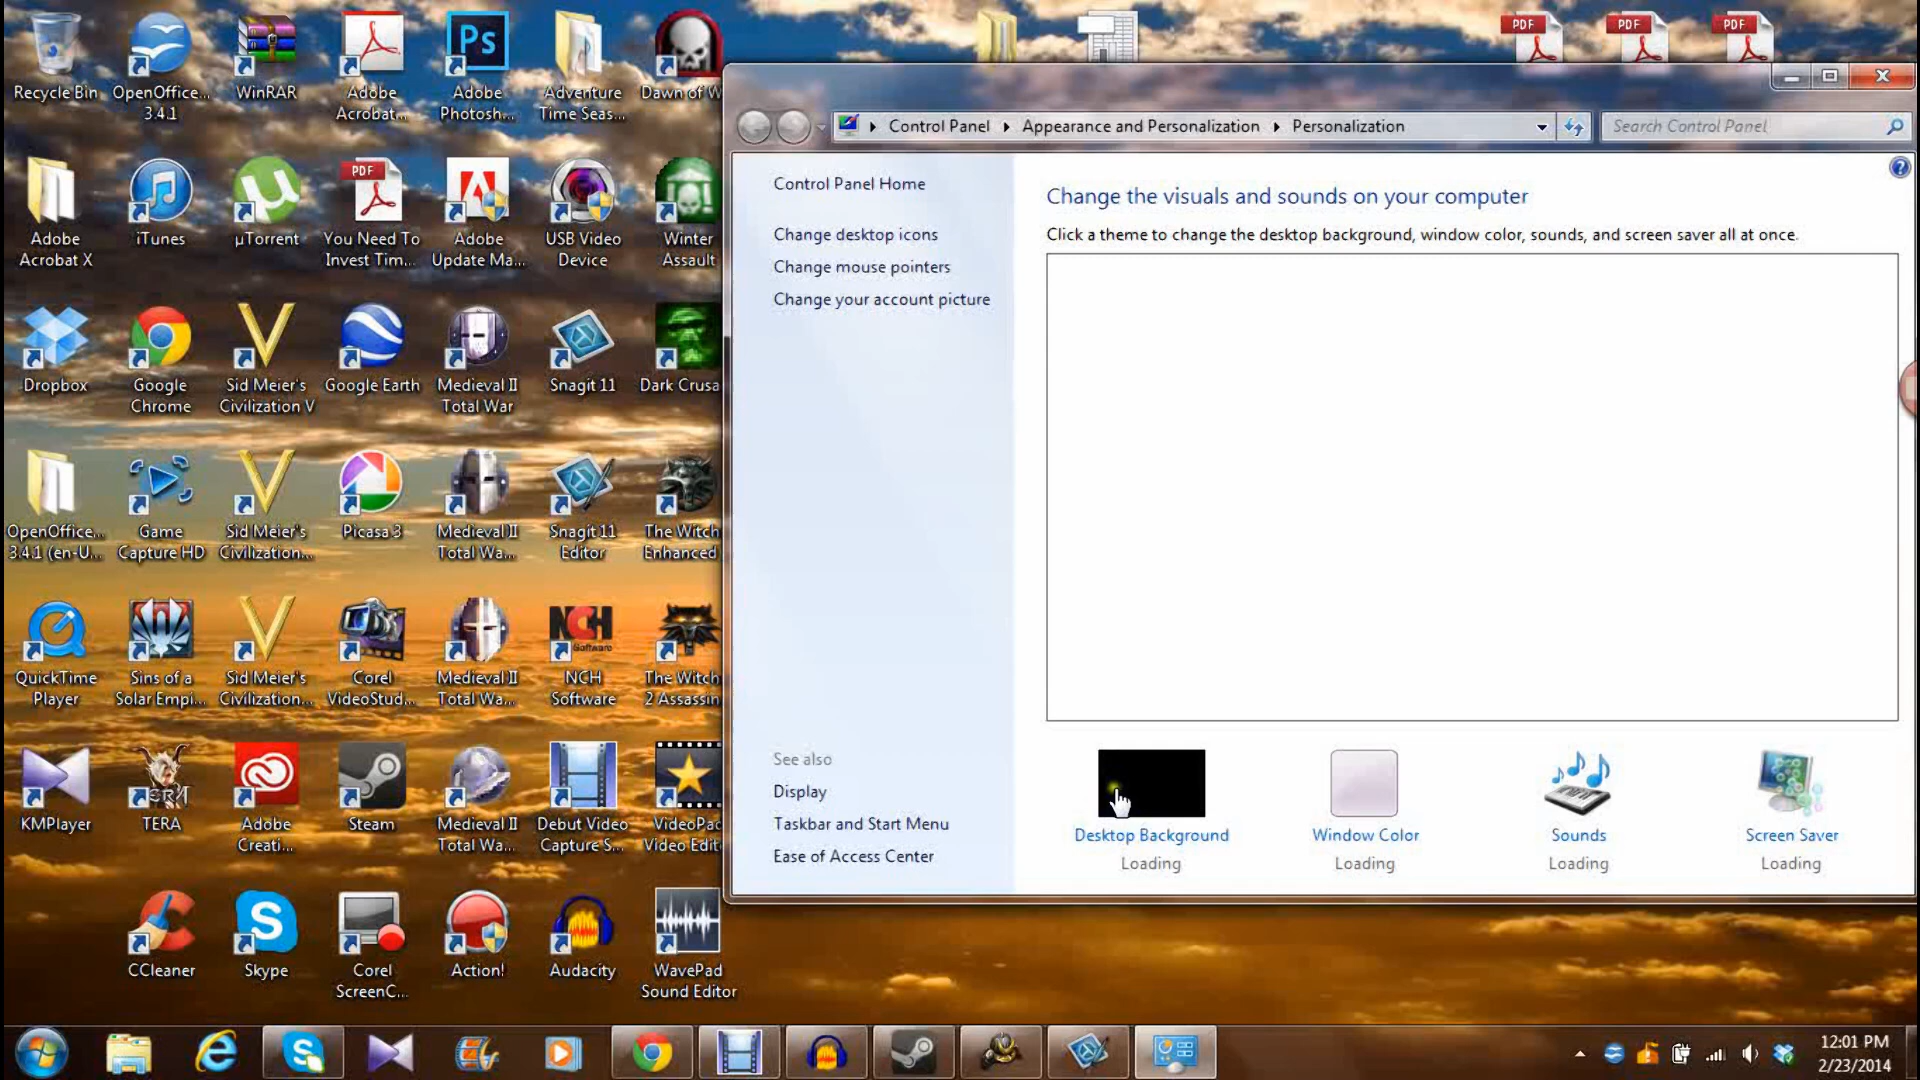 Recycle Bin
OpenOffice...
3.4.1
WinRAR
Adobe
Acrobat...
Ps
Adobe
Photosh...
Adventure
Time Seas...
Dawn of W
PDF
PDF
PDF
Adobe
Acrobat X
iTunes
µ
µTorrent
PDF
You Need To
Invest Tim...
Adobe
Update Ma...
USB Video
Device
Winter
Assault
Dropbox
Google
Chrome
Sid Meier's
Civilization V
Google Earth
Medieval II
Total War
Snagit 11
Dark Crusa
OpenOffice...
3.4.1 (en-U...
Game
Capture HD
Sid Meier's
Civilization...
Picasa 3
Medieval II
Total Wa...
Snagit 11
Editor
The Witch
Enhanced
QuickTime
Player
Sins of a
Solar Empi...
Sid Meier's
Civilization...
Corel
VideoStud...
Medieval II
Total Wa...
NCH
Software
NCH
Software
The Witch
2 Assassin
KMPlayer
TERA
Adobe
Creati...
Steam
Medieval II
Total Wa...
Debut Video
Capture S...
VideoPad
Video Edit
CCleaner
Skype
Corel
ScreenC...
Action!
Audacity
WavePad
Sound Editor
Control Panel
Appearance and Personalization
Personalization
Search Control Panel
Control Panel Home
Change desktop icons
Change mouse pointers
Change your account picture
See also
Display
Taskbar and Start Menu
Ease of Access Center
Change the visuals and sounds on your computer
Click a theme to change the desktop background, window color, sounds, and screen saver all at once.
Desktop Background
Loading
Window Color
Loading
Sounds
Loading
Screen Saver
Loading
12:01 PM
2/23/2014